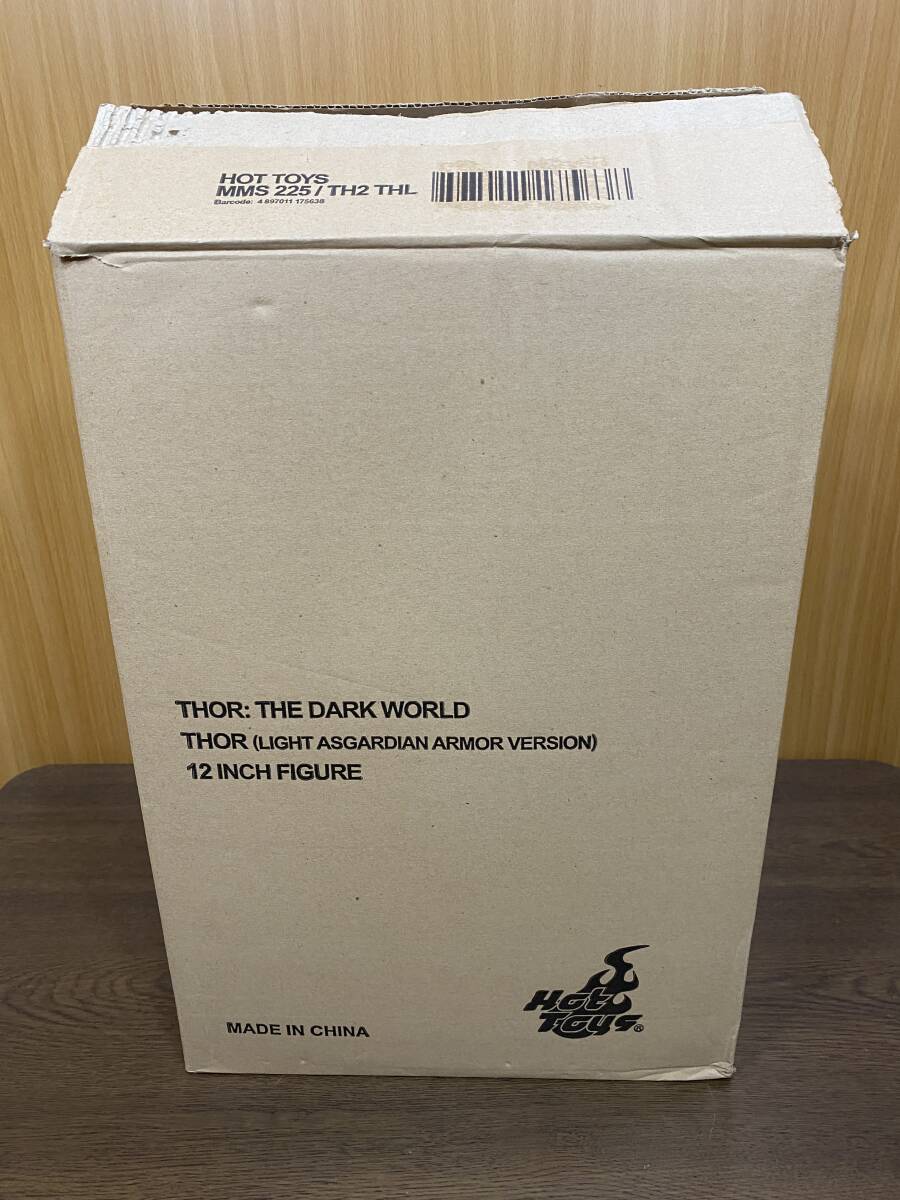 HOT TOYS
MMS 225 / TH2 THL
Barcode: 4 897011 175638
THOR: THE DARK WORLD
THOR (LIGHT ASGARDIAN ARMOR VERSION)
12 INCH FIGURE
MADE IN CHINA
Hot
Toys®